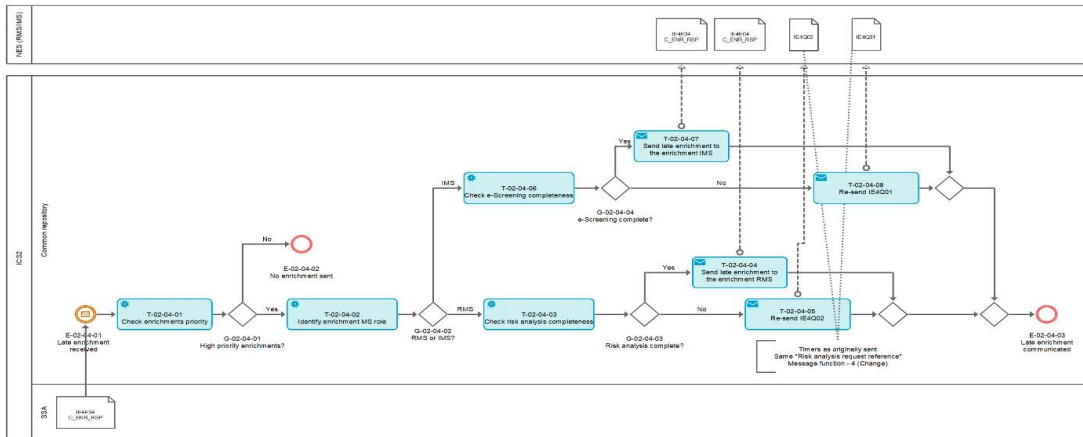 NES (RMS/IMS)
IE4H04
C_ENR_RSP
IE4H04
C_ENR_RSP
IE4Q02
IE4Q01
ICS2
Common repository
T-02-04-07
Send late enrichment to
the enrichment IMS
Yes
IMS
T-02-04-06
Check e-Screening completeness
No
T-02-04-08
Re-send IE4Q01
G-02-04-04
e-Screening complete?
No
E-02-04-02
No enrichment sent
T-02-04-04
Send late enrichment to
the enrichment RMS
Yes
T-02-04-01
Check enrichments priority
Yes
T-02-04-02
Identify enrichment MS role
RMS
T-02-04-03
Check risk analysis completeness
No
T-02-04-05
Re-send IE4Q02
E-02-04-01
Late enrichment
received
G-02-04-01
High priority enrichments?
G-02-04-02
RMS or IMS?
G-02-04-03
Risk analysis complete?
E-02-04-03
Late enrichment
communicated
Timers as originally sent
Same "Risk analysis request reference"
Message function - 4 (Change)
SSA
IE4H04
C_ENR_RSP